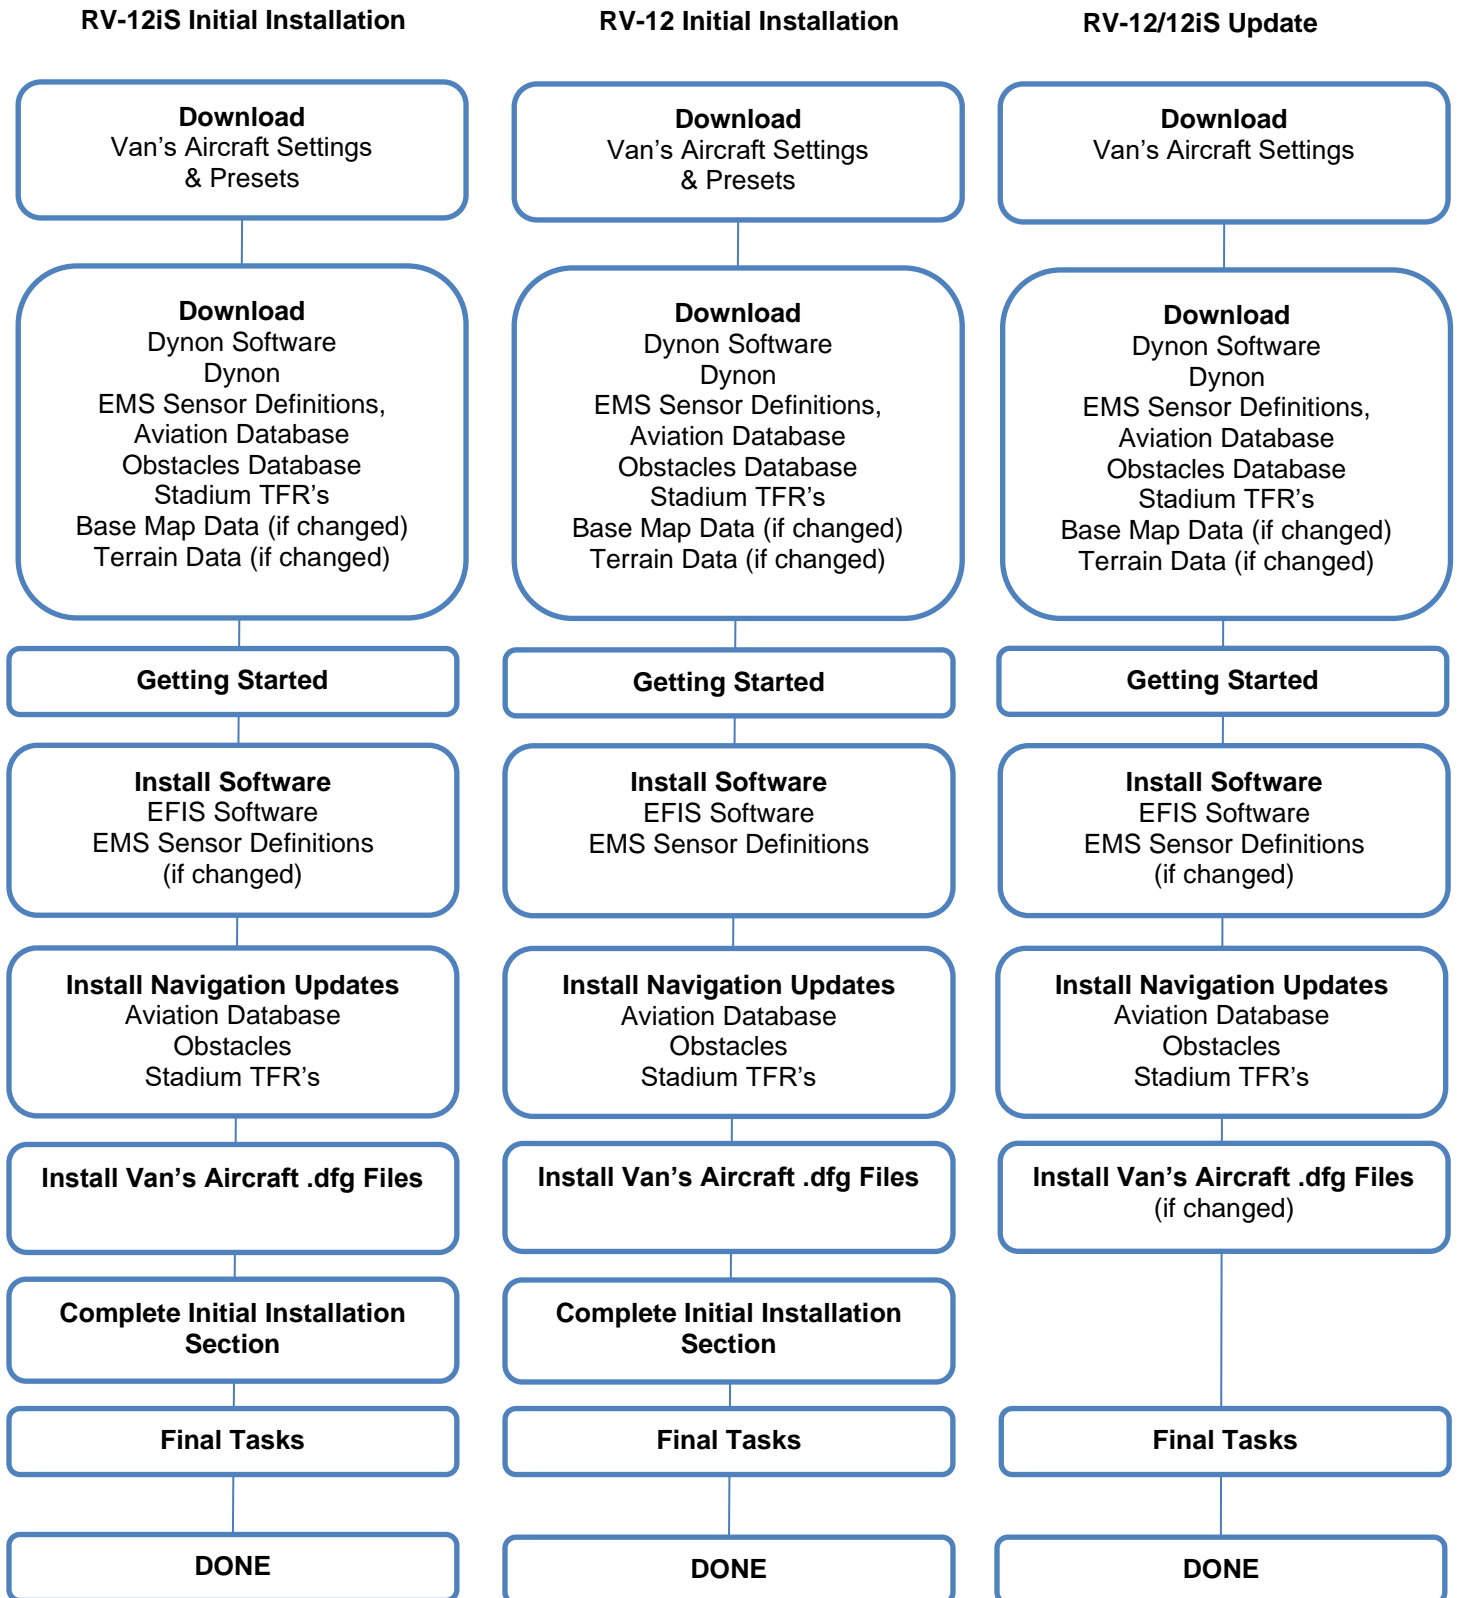 RV-12iS Initial Installation
Download
Van's Aircraft Settings
& Presets
Download
Dynon Software
Dynon
EMS Sensor Definitions,
Aviation Database
Obstacles Database
Stadium TFR's
Base Map Data (if changed)
Terrain Data (if changed)
Getting Started
Install Software
EFIS Software
EMS Sensor Definitions
(if changed)
Install Navigation Updates
Aviation Database
Obstacles
Stadium TFR's
Install Van's Aircraft .dfg Files
Complete Initial Installation
Section
Final Tasks
DONE
RV-12 Initial Installation
Download
Van's Aircraft Settings
& Presets
Download
Dynon Software
Dynon
EMS Sensor Definitions,
Aviation Database
Obstacles Database
Stadium TFR's
Base Map Data (if changed)
Terrain Data (if changed)
Getting Started
Install Software
EFIS Software
EMS Sensor Definitions
Install Navigation Updates
Aviation Database
Obstacles
Stadium TFR's
Install Van's Aircraft .dfg Files
Complete Initial Installation
Section
Final Tasks
DONE
RV-12/12iS Update
Download
Van's Aircraft Settings
Download
Dynon Software
Dynon
EMS Sensor Definitions,
Aviation Database
Obstacles Database
Stadium TFR's
Base Map Data (if changed)
Terrain Data (if changed)
Getting Started
Install Software
EFIS Software
EMS Sensor Definitions
(if changed)
Install Navigation Updates
Aviation Database
Obstacles
Stadium TFR's
Install Van's Aircraft .dfg Files
(if changed)
Final Tasks
DONE